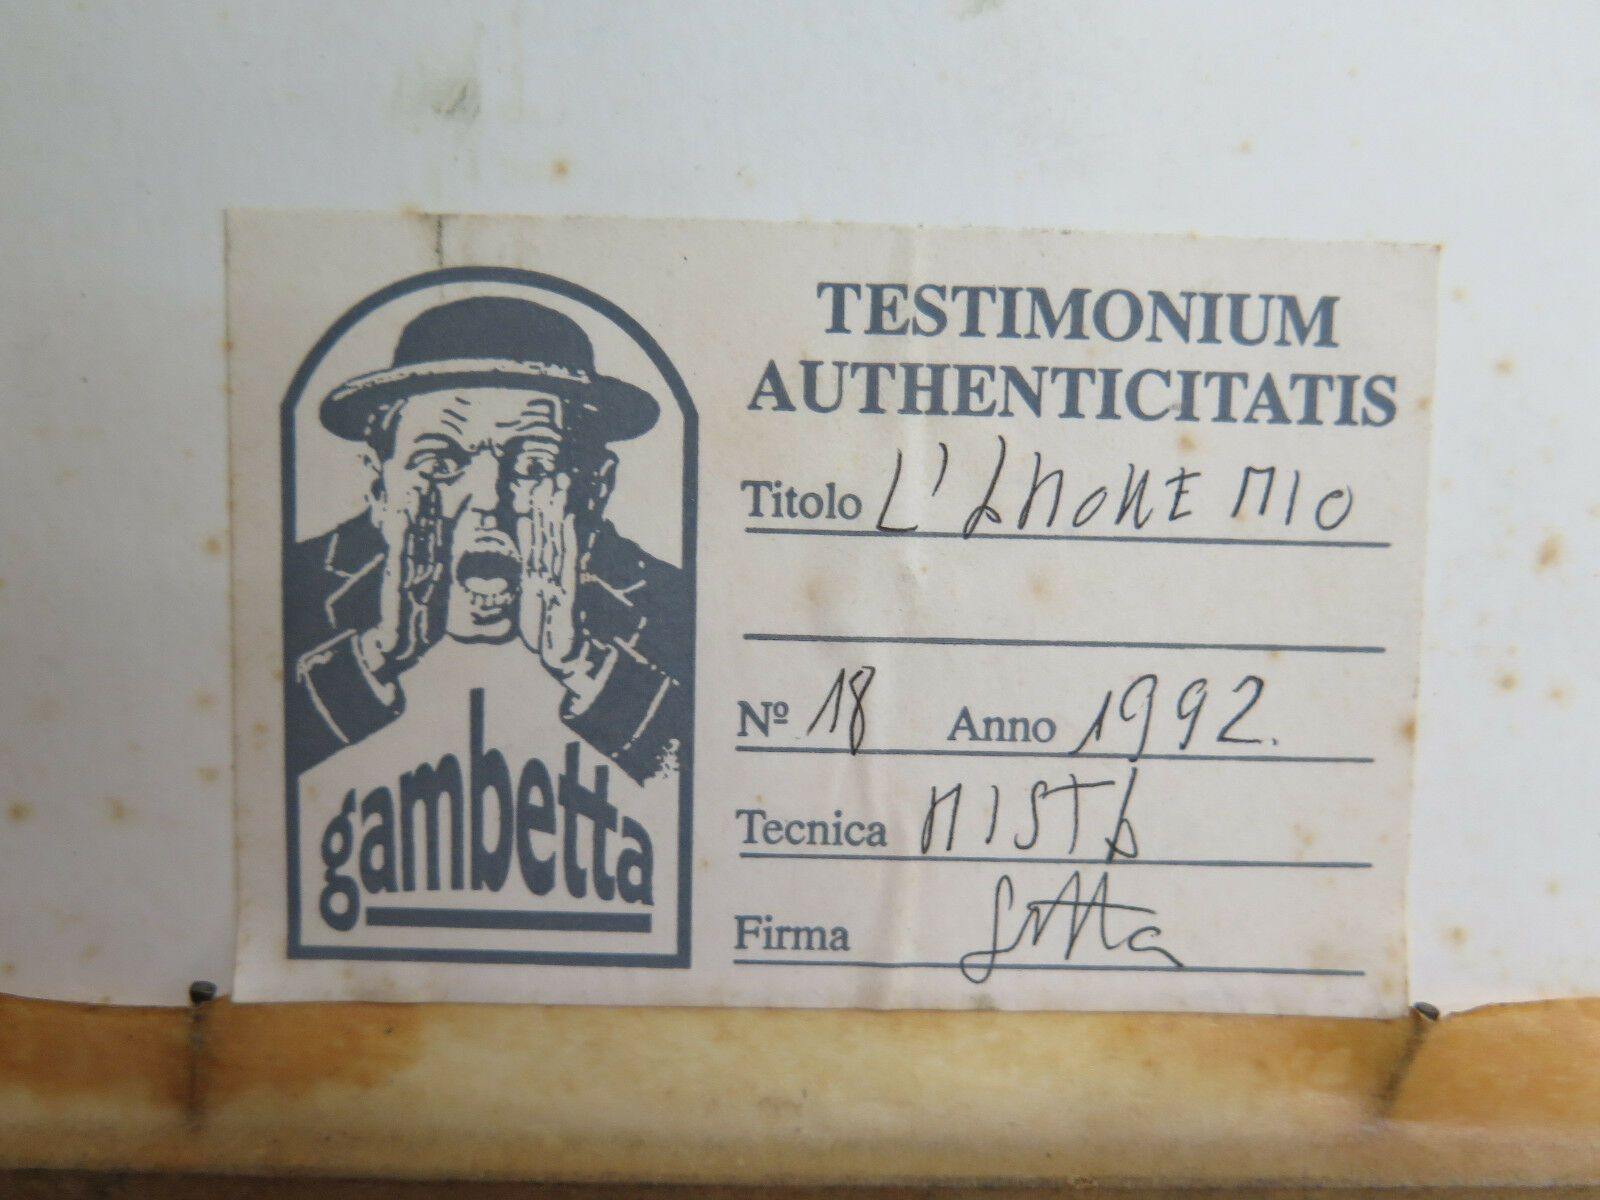 gambetta
TESTIMONIUM
AUTHENTICITATIS
Titolo L'AMORE MIO
Nº 18 Anno 1992.
Tecnica MISTA
Firma